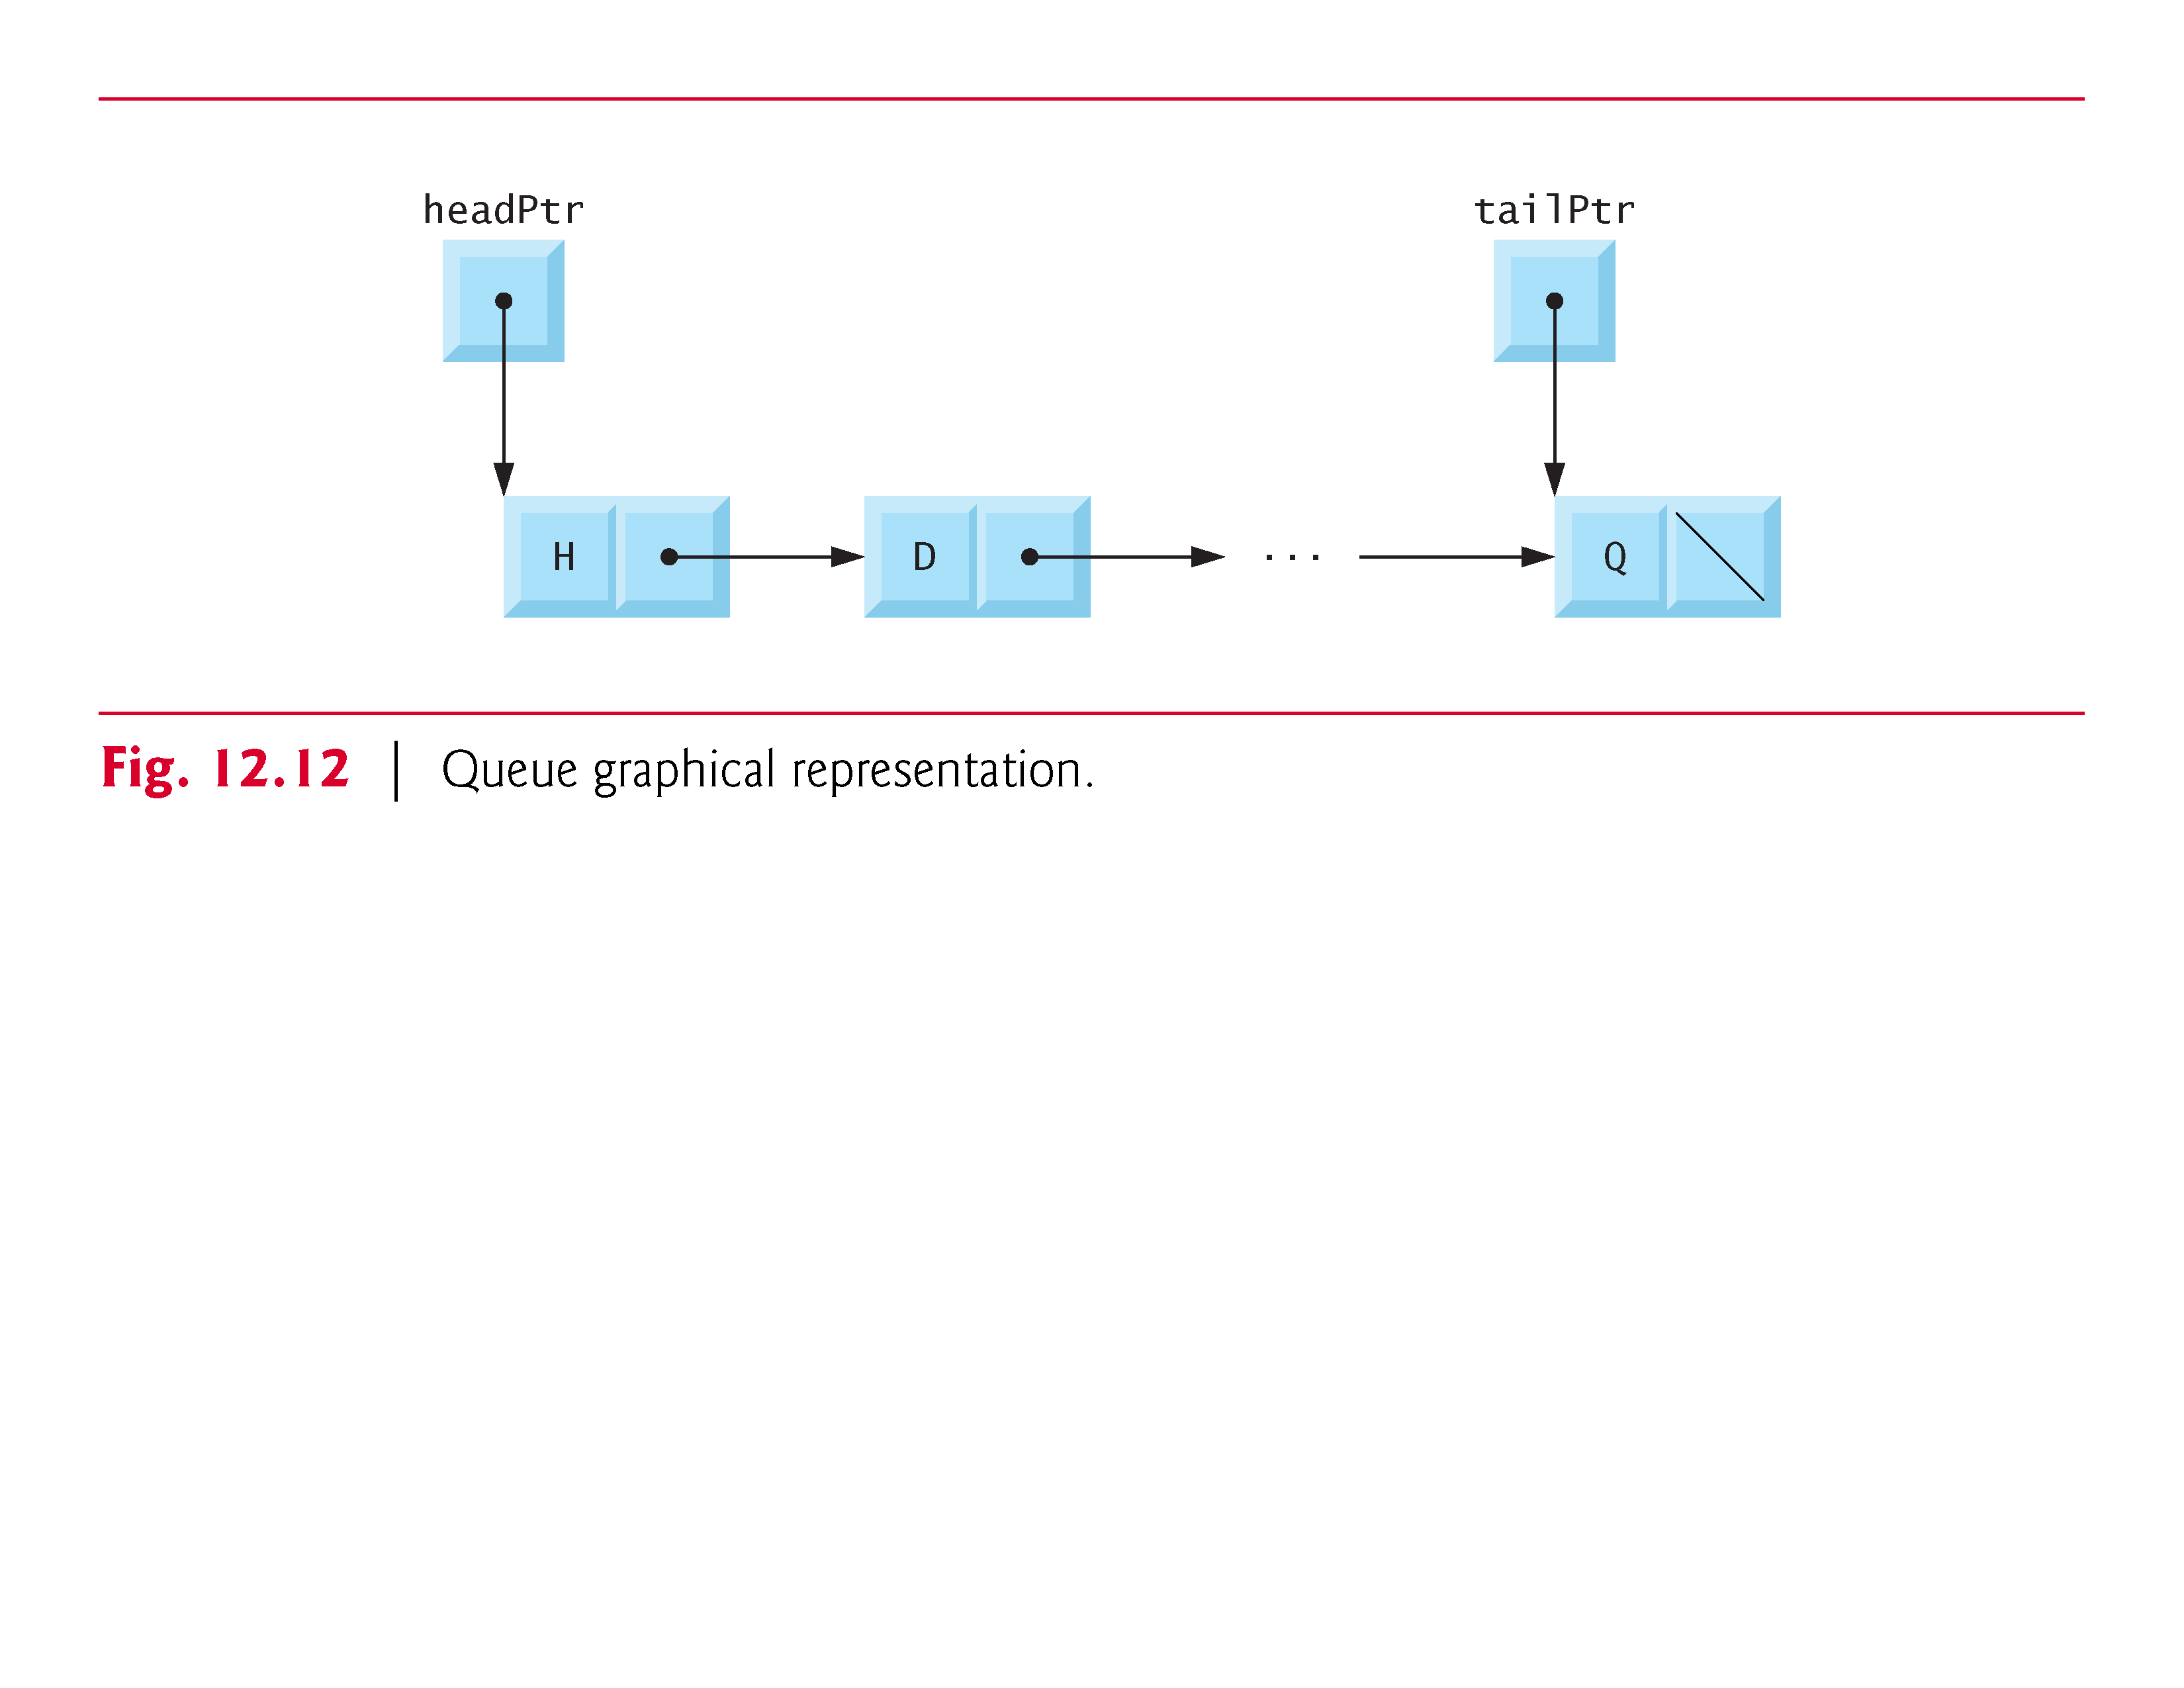 headPtr tailPtr
H D ... Q
Fig. 12.12 | Queue graphical representation.